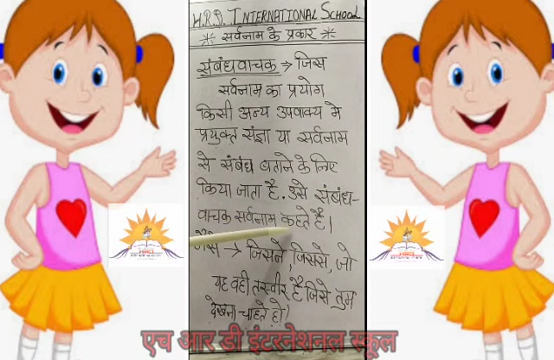 H.R.D. INTERNATIONAL SCHOOL
सर्वनाम के प्रकार
संबंधवाचक → जिस
सर्वनाम का प्रयोग
किसी अन्य उपवाक्य मे
प्रयुक्त संज्ञा या सर्वनाम
से संबंध बताने के लिए
किया जाता है. इसे संबंध-
वाचक सर्वनाम कहते है।
जैसे → जिसने, जिससे, जो
यह वही तस्वीर है जिसे तुम
देखना चाहते हो।
एच आर डी इंटरनेशनल स्कूल